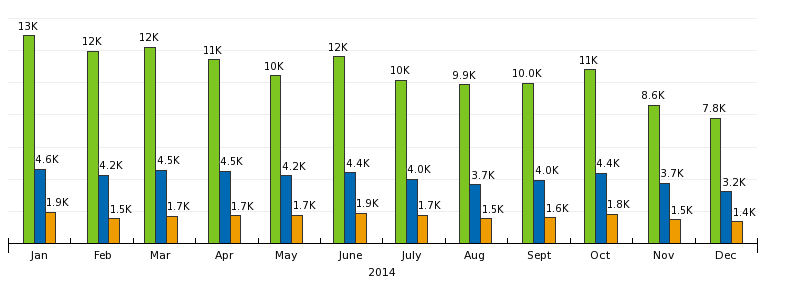 13K 12K 12K 11K 10K 12K 10K 9.9K 10.0K 11K 8.6K 7.8K
4.6K 4.2K 4.5K 4.5K 4.2K 4.4K 4.0K 3.7K 4.0K 4.4K 3.7K 3.2K
1.9K 1.5K 1.7K 1.7K 1.7K 1.9K 1.7K 1.5K 1.6K 1.8K 1.5K 1.4K
Jan Feb Mar Apr May June July Aug Sept Oct Nov Dec
2014